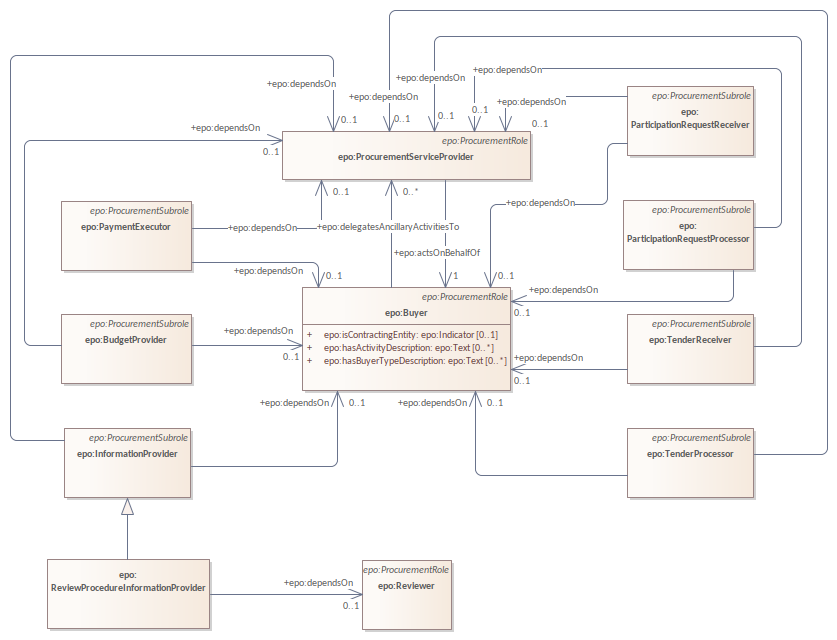 +epo:dependsOn
+epo:dependsOn
+epo:dependsOn
+epo:dependsOn
+epo:dependsOn
0..1
0..1
0..1
0..1
0..1
epo:ProcurementSubrole
epo:
ParticipationRequestReceiver
+epo:dependsOn
0..1
epo:ProcurementRole
epo:ProcurementServiceProvider
0..1
0..*
+epo:dependsOn
epo:ProcurementSubrole
epo:PaymentExecutor
+epo:dependsOn
+epo:delegatesAncillaryActivitiesTo
+epo:actsOnBehalfOf
epo:ProcurementSubrole
epo:
ParticipationRequestProcessor
+epo:dependsOn
0..1
1
0..1
+epo:dependsOn
0..1
epo:ProcurementRole
epo:Buyer
+ epo:isContractingEntity: epo:Indicator [0..1]
+ epo:hasActivityDescription: epo:Text [0..*]
+ epo:hasBuyerTypeDescription: epo:Text [0..*]
epo:ProcurementSubrole
epo:BudgetProvider
+epo:dependsOn
0..1
epo:ProcurementSubrole
epo:TenderReceiver
+epo:dependsOn
0..1
+epo:dependsOn
0..1
+epo:dependsOn
0..1
epo:ProcurementSubrole
epo:InformationProvider
epo:ProcurementSubrole
epo:TenderProcessor
epo:
ReviewProcedureInformationProvider
+epo:dependsOn
0..1
epo:ProcurementRole
epo:Reviewer